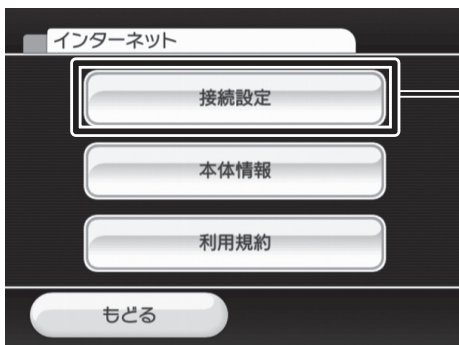 インターネット
接続設定
本体情報
利用規約
もどる